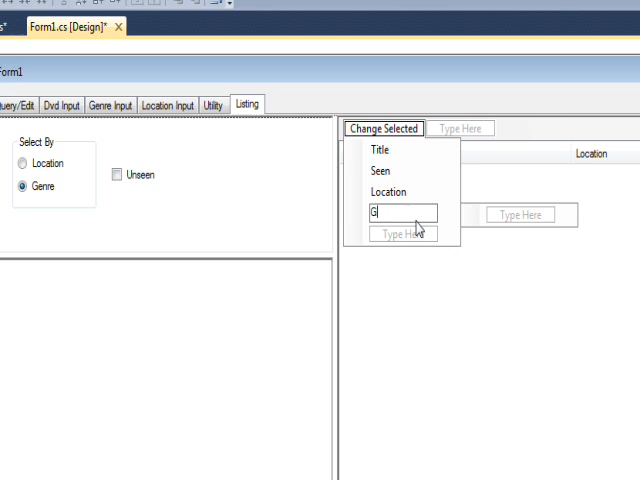 s*
Form1.cs [Design]* X
Form1
uery/Edit
Dvd Input
Genre Input
Location Input
Utility
Listing
Select By
Location
Genre
Unseen
Change Selected
Type Here
Title
Seen
Location
G
Type Here
Location
Type Here